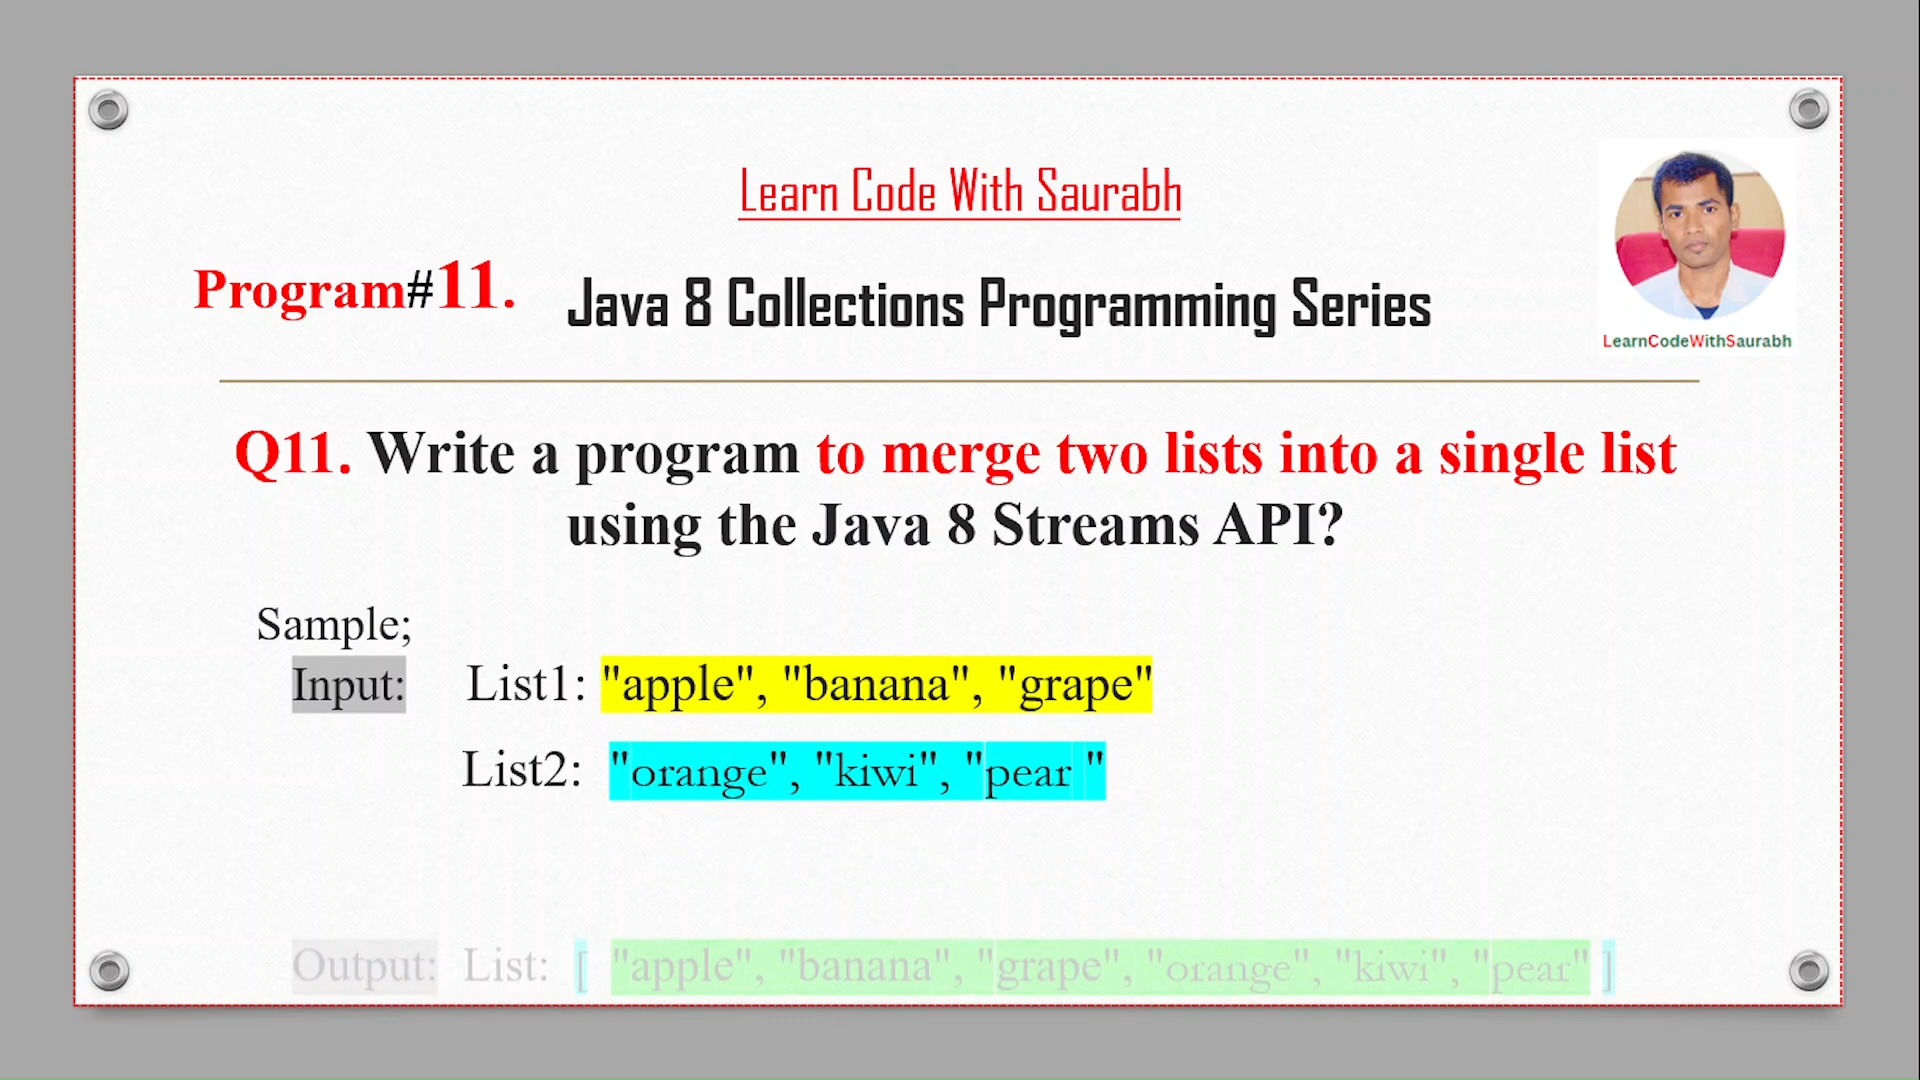 Learn Code With Saurabh
Program#11.
Java 8 Collections Programming Series
LearnCodeWithSaurabh
Q11. Write a program to merge two lists into a single list
using the Java 8 Streams API?
Sample;
Input: List1: "apple", "banana", "grape"
List2: "orange", "kiwi", "pear "
Output: List: [ "apple", "banana", "grape", "orange", "kiwi", "pear" ]